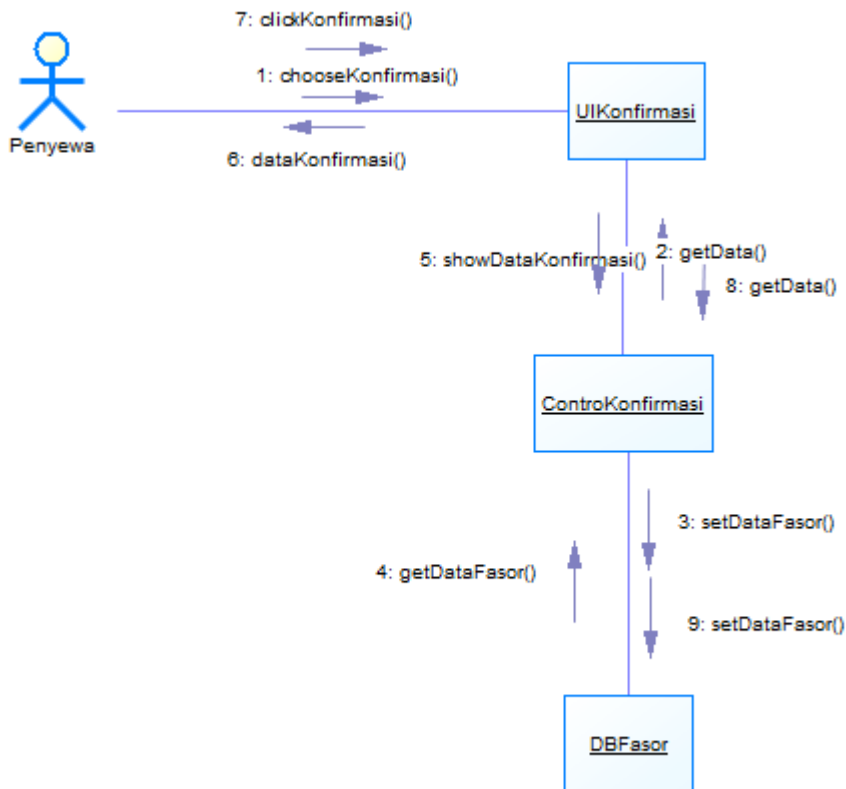 7: clickKonfirmasi()
1: chooseKonfirmasi()
Penyewa
6: dataKonfirmasi()
UIKonfirmasi
5: showDataKonfirmasi()
2: getData()
8: getData()
ControKonfirmasi
3: setDataFasor()
4: getDataFasor()
9: setDataFasor()
DBFasor